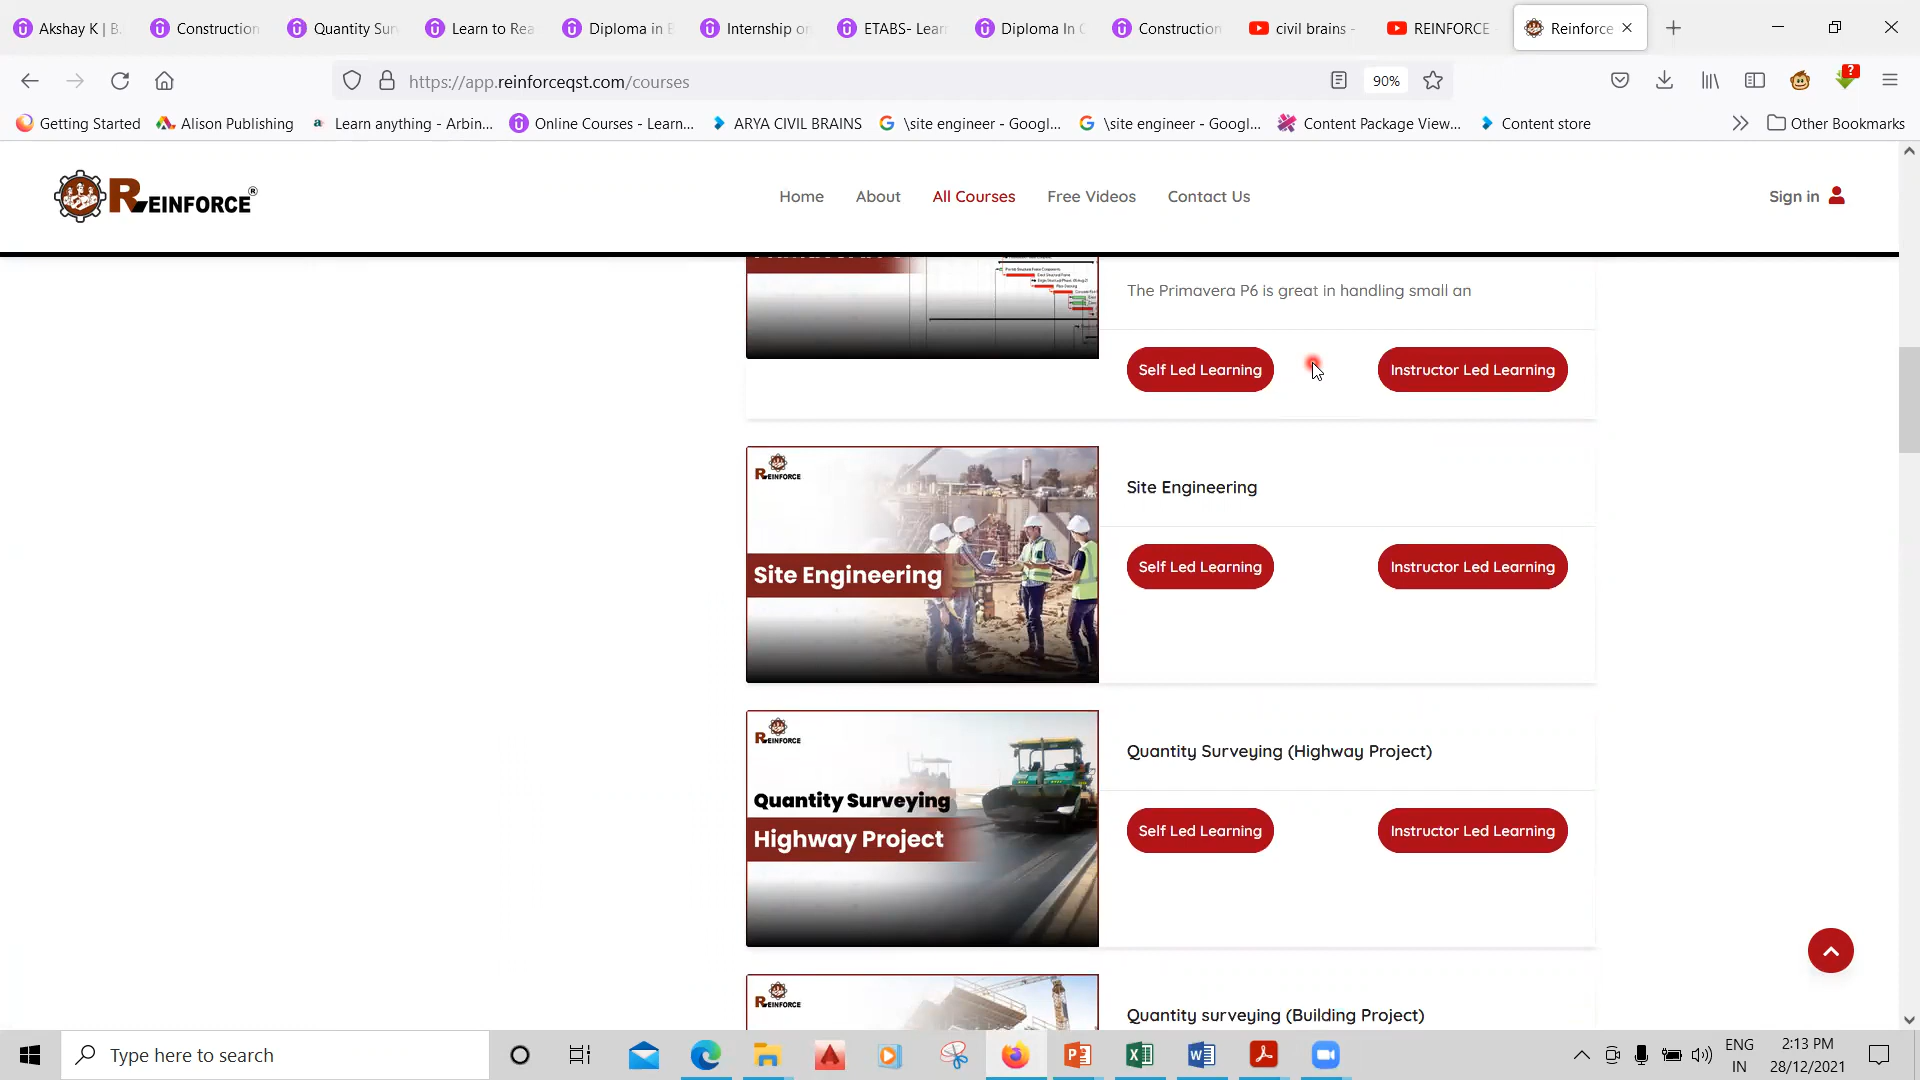 Akshay K | B.
Construction
Quantity Sur
Learn to Rea
Diploma in
Internship on
ETABS- Lear
Diploma In
Construction
civil brains -
REINFORCE
Reinforce
https://app.reinforceqst.com/courses
90%
Getting Started
Alison Publishing
Learn anything - Arbin...
Online Courses - Learn...
ARYA CIVIL BRAINS
\site engineer - Googl...
\site engineer - Googl...
Content Package View...
Content store
Other Bookmarks
REINFORCE®
Home
About
All Courses
Free Videos
Contact Us
Sign in
The Primavera P6 is great in handling small an
Self Led Learning
Instructor Led Learning
REINFORCE
Site Engineering
Site Engineering
Self Led Learning
Instructor Led Learning
REINFORCE
Quantity Surveying
Highway Project
Quantity Surveying (Highway Project)
Self Led Learning
Instructor Led Learning
REINFORCE
Quantity surveying (Building Project)
Type here to search
ENG
IN
2:13 PM
28/12/2021